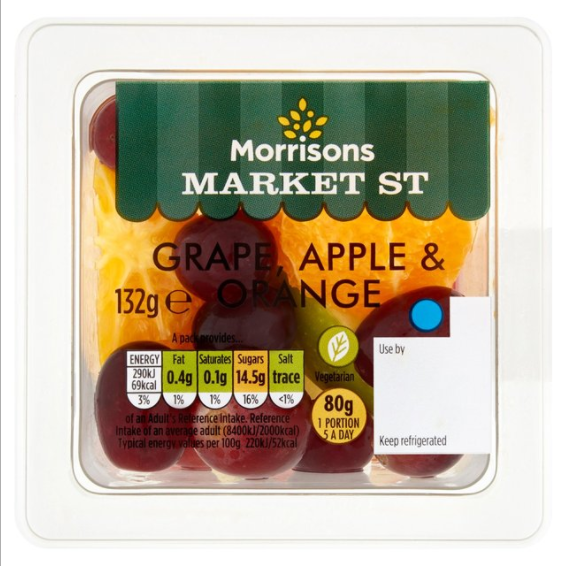 Morrisons
MARKET ST
GRAPE, APPLE &
132g e ORANGE
A pack provides...
ENERGY Fat Saturates Sugars Salt
290kJ
69kcal 0.4g 0.1g 14.5g trace
3% 1% 1% 16% <1%
of an Adult's Reference Intake. Reference
Intake of an average adult (8400kJ/2000kcal)
Typical energy values per 100g 220kJ/52kcal
Vegetarian
80g
1 PORTION
5 A DAY
Use by
Keep refrigerated